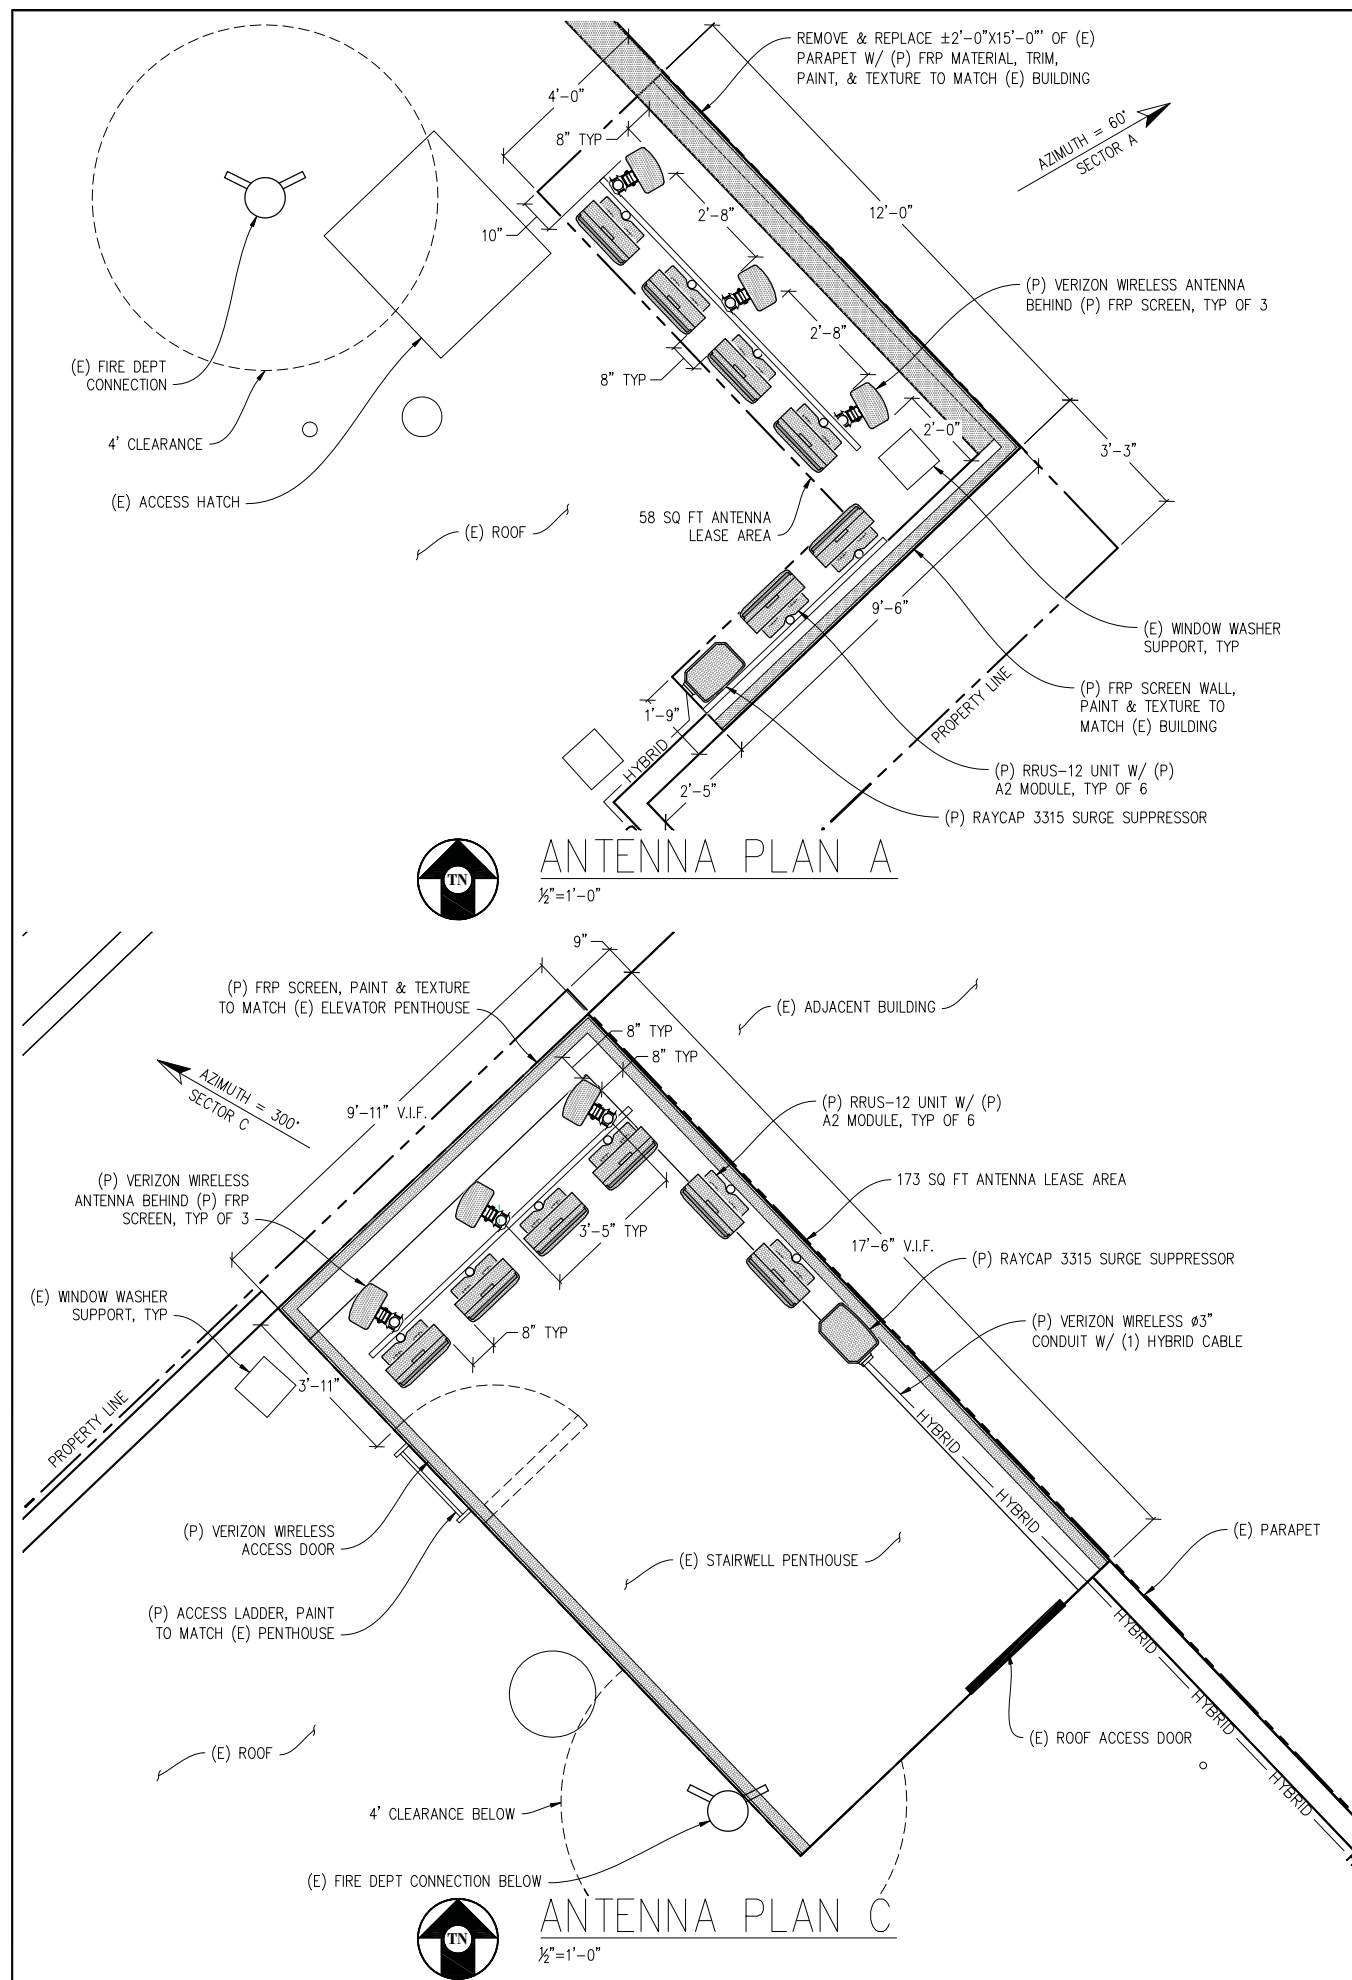 REMOVE & REPLACE ±2'-0"X15'-0"' OF (E)
PARAPET W/ (P) FRP MATERIAL, TRIM,
PAINT, & TEXTURE TO MATCH (E) BUILDING
4'-0"
8" TYP
AZIMUTH = 60°
SECTOR A
12'-0"
2'-8"
10"
(P) VERIZON WIRELESS ANTENNA
BEHIND (P) FRP SCREEN, TYP OF 3
2'-8"
(E) FIRE DEPT
CONNECTION
8" TYP
4' CLEARANCE
2'-0"
3'-3"
(E) ACCESS HATCH
(E) ROOF
58 SQ FT ANTENNA
LEASE AREA
9'-6"
(E) WINDOW WASHER
SUPPORT, TYP
PROPERTY LINE
(P) FRP SCREEN WALL,
PAINT & TEXTURE TO
MATCH (E) BUILDING
1'-9"
HYBRID
(P) RRUS-12 UNIT W/ (P)
A2 MODULE, TYP OF 6
2'-5"
(P) RAYCAP 3315 SURGE SUPPRESSOR
TN
ANTENNA PLAN A
½"=1'-0"
9"
(P) FRP SCREEN, PAINT & TEXTURE
TO MATCH (E) ELEVATOR PENTHOUSE
(E) ADJACENT BUILDING
8" TYP
8" TYP
AZIMUTH = 300°
SECTOR C
9'-11" V.I.F.
(P) RRUS-12 UNIT W/ (P)
A2 MODULE, TYP OF 6
(P) VERIZON WIRELESS
ANTENNA BEHIND (P) FRP
SCREEN, TYP OF 3
173 SQ FT ANTENNA LEASE AREA
3'-5" TYP
17'-6" V.I.F.
(P) RAYCAP 3315 SURGE SUPPRESSOR
(E) WINDOW WASHER
SUPPORT, TYP
8" TYP
(P) VERIZON WIRELESS ø3"
CONDUIT W/ (1) HYBRID CABLE
3'-11"
PROPERTY LINE
HYBRID
HYBRID
(P) VERIZON WIRELESS
ACCESS DOOR
(E) PARAPET
(E) STAIRWELL PENTHOUSE
(P) ACCESS LADDER, PAINT
TO MATCH (E) PENTHOUSE
HYBRID
HYBRID
(E) ROOF
(E) ROOF ACCESS DOOR
HYBRID
4' CLEARANCE BELOW
(E) FIRE DEPT CONNECTION BELOW
TN
ANTENNA PLAN C
½"=1'-0"